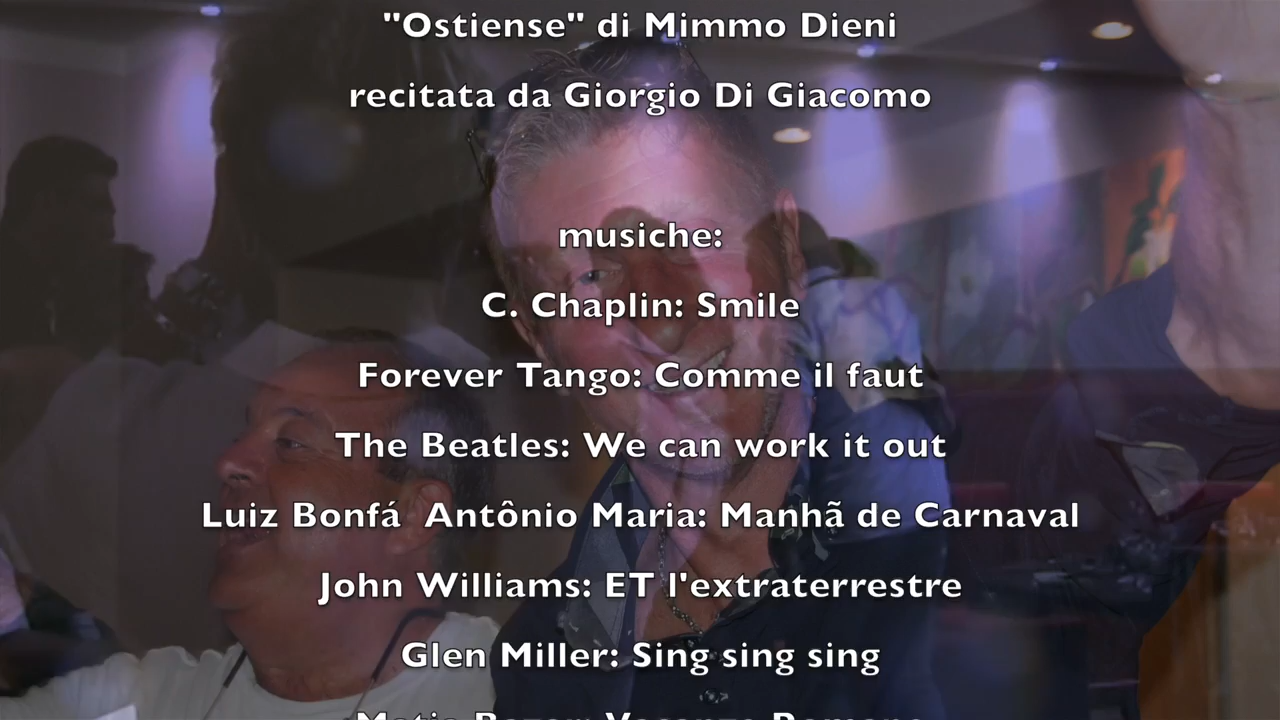 "Ostiense" di Mimmo Dieni
recitata da Giorgio Di Giacomo
musiche:
C. Chaplin: Smile
Forever Tango: Comme il faut
The Beatles: We can work it out
Luiz Bonfá Antônio Maria: Manhã de Carnaval
John Williams: ET l'extraterrestre
Glen Miller: Sing sing sing